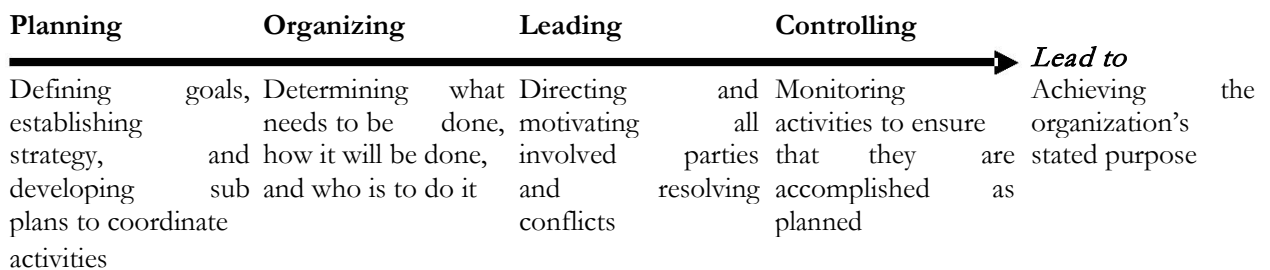 Planning Organizing Leading Controlling
Lead to
Defining goals,
establishing
strategy, and
developing sub
plans to coordinate
activities
Determining what
needs to be done,
how it will be done,
and who is to do it
Directing and
motivating all
involved parties
and resolving
conflicts
Monitoring
activities to ensure
that they are
accomplished as
planned
Achieving the
organization's
stated purpose